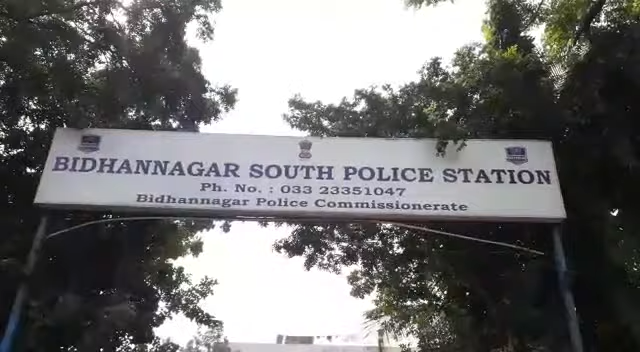 BIDHANNAGAR SOUTH POLICE STATION
Ph. No. : 033 23351047
Bidhannagar Police Commissionerate